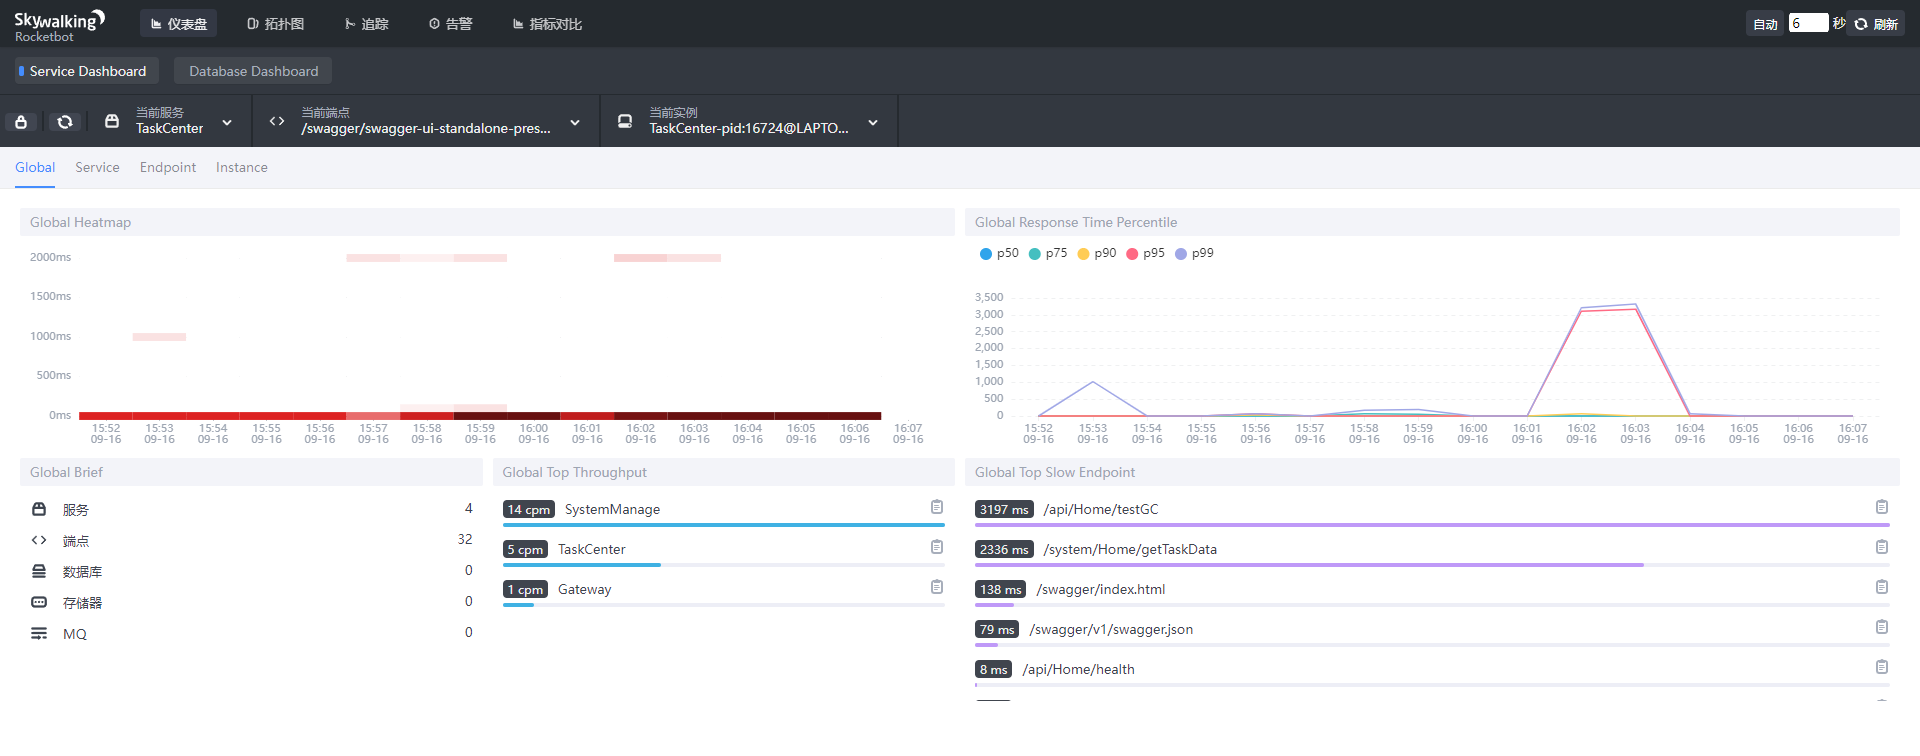 Skywalking
Rocketbot
仪表盘 拓扑图 追踪 告警 指标对比
自动 6 秒 刷新
Service Dashboard Database Dashboard
当前服务
TaskCenter
当前端点
/swagger/swagger-ui-standalone-pres...
当前实例
TaskCenter-pid:16724@LAPTO...
Global Service Endpoint Instance
Global Heatmap
2000ms
1500ms
1000ms
500ms
0ms
15:52 15:53 15:54 15:55 15:56 15:57 15:58 15:59 16:00 16:01 16:02 16:03 16:04 16:05 16:06 16:07
09-16 09-16 09-16 09-16 09-16 09-16 09-16 09-16 09-16 09-16 09-16 09-16 09-16 09-16 09-16 09-16
Global Response Time Percentile
p50 p75 p90 p95 p99
3,500
3,000
2,500
2,000
1,500
1,000
500
0
15:52 15:53 15:54 15:55 15:56 15:57 15:58 15:59 16:00 16:01 16:02 16:03 16:04 16:05 16:06 16:07
09-16 09-16 09-16 09-16 09-16 09-16 09-16 09-16 09-16 09-16 09-16 09-16 09-16 09-16 09-16 09-16
Global Brief
服务 4
端点 32
数据库 0
存储器 0
MQ 0
Global Top Throughput
14 cpm SystemManage
5 cpm TaskCenter
1 cpm Gateway
Global Top Slow Endpoint
3197 ms /api/Home/testGC
2336 ms /system/Home/getTaskData
138 ms /swagger/index.html
79 ms /swagger/v1/swagger.json
8 ms /api/Home/health